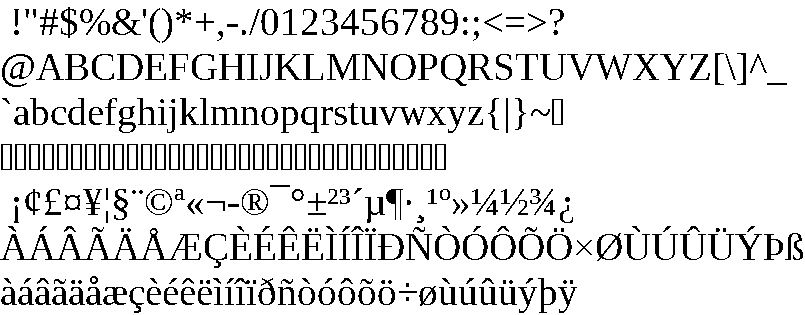 !"#$%&'()*+,-./0123456789:;<=>?
@ABCDEFGHIJKLMNOPQRSTUVWXYZ[\]^_
`abcdefghijklmnopqrstuvwxyz{|}~▯
▯▯▯▯▯▯▯▯▯▯▯▯▯▯▯▯▯▯▯▯▯▯▯▯▯▯▯▯▯▯▯▯
¡¢£¤¥¦§¨©ª«¬-®¯°±²³´µ¶·¸¹º»¼½¾¿
ÀÁÂÃÄÅÆÇÈÉÊËÌÍÎÏÐÑÒÓÔÕÖ×ØÙÚÛÜÝÞß
àáâãäåæçèéêëìíîïðñòóôõö÷øùúûüýþÿ